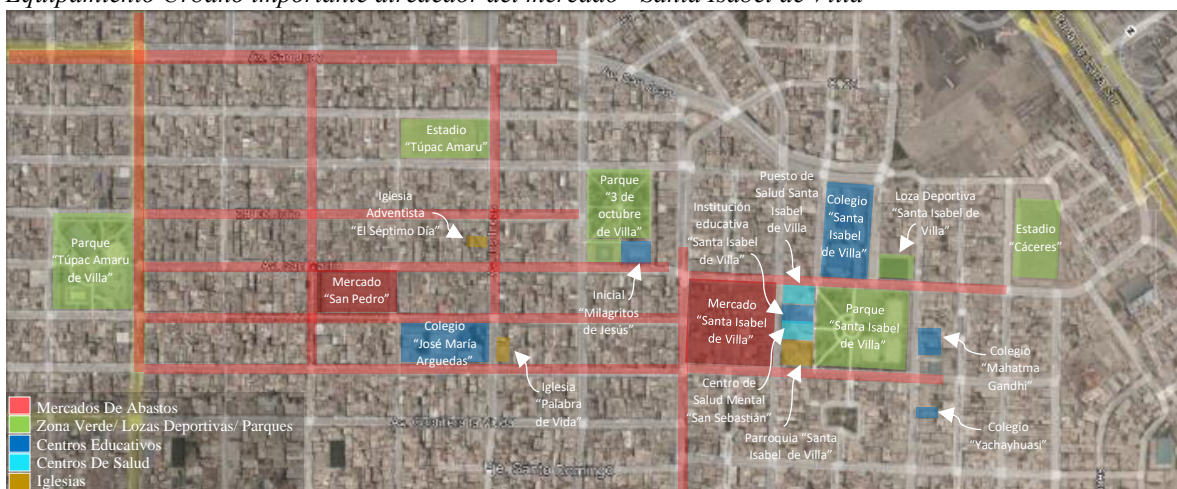 Equipamiento Urbano importante alrededor del mercado "Santa Isabel de Villa"
Estadio
"Túpac Amaru"
Parque
"3 de
octubre
de Villa"
Puesto de
Salud Santa
Isabel
de Villa
Colegio
"Santa
Isabel
de Villa"
Loza Deportiva
"Santa Isabel de
Villa"
Estadio
"Cáceres"
Iglesia
Adventista
"El Séptimo Día"
Institución
educativa
"Santa Isabel
de Villa"
Parque
"Túpac Amaru
de Villa"
Mercado
"San Pedro"
Inicial
"Milagritos
de Jesús"
Mercado
"Santa Isabel
de Villa"
Parque
"Santa Isabel
de Villa"
Colegio
"José María
Arguedas"
Iglesia
"Palabra
de Vida"
Centro de
Salud Mental
"San Sebastián"
Parroquia "Santa
Isabel de Villa"
Colegio
"Mahatma
Gandhi"
Colegio
"Yachayhuasi"
Av. San Juan
Mercados De Abastos
Zona Verde/ Lozas Deportivas/ Parques
Centros Educativos
Centros De Salud
Iglesias